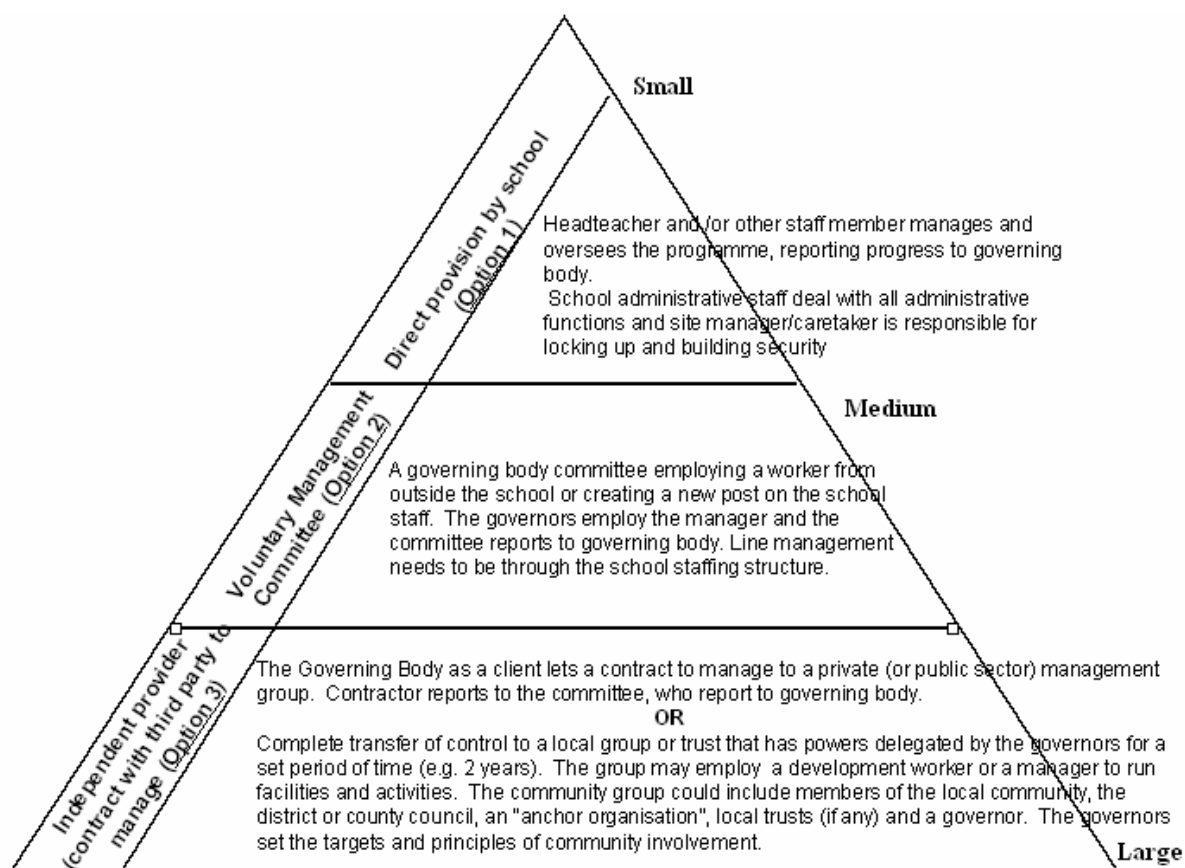 Small
Direct provision by school
(Option 1)
Headteacher and /or other staff member manages and
oversees the programme, reporting progress to governing
body.
School administrative staff deal with all administrative
functions and site manager/caretaker is responsible for
locking up and building security
Medium
Voluntary Management
Committee (Option 2)
A governing body committee employing a worker from
outside the school or creating a new post on the school
staff. The governors employ the manager and the
committee reports to governing body. Line management
needs to be through the school staffing structure.
Independent provider
(contract with third party to
manage (Option 3)
The Governing Body as a client lets a contract to manage to a private (or public sector) management
group. Contractor reports to the committee, who report to governing body.
OR
Complete transfer of control to a local group or trust that has powers delegated by the governors for a
set period of time (e.g. 2 years). The group may employ a development worker or a manager to run
facilities and activities. The community group could include members of the local community, the
district or county council, an "anchor organisation", local trusts (if any) and a governor. The governors
set the targets and principles of community involvement.
Large